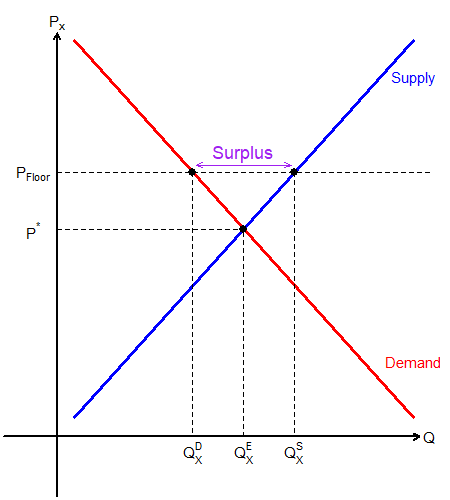 Px
Supply
Surplus
PFloor
P*
Demand
Q
QXD QXE QXS